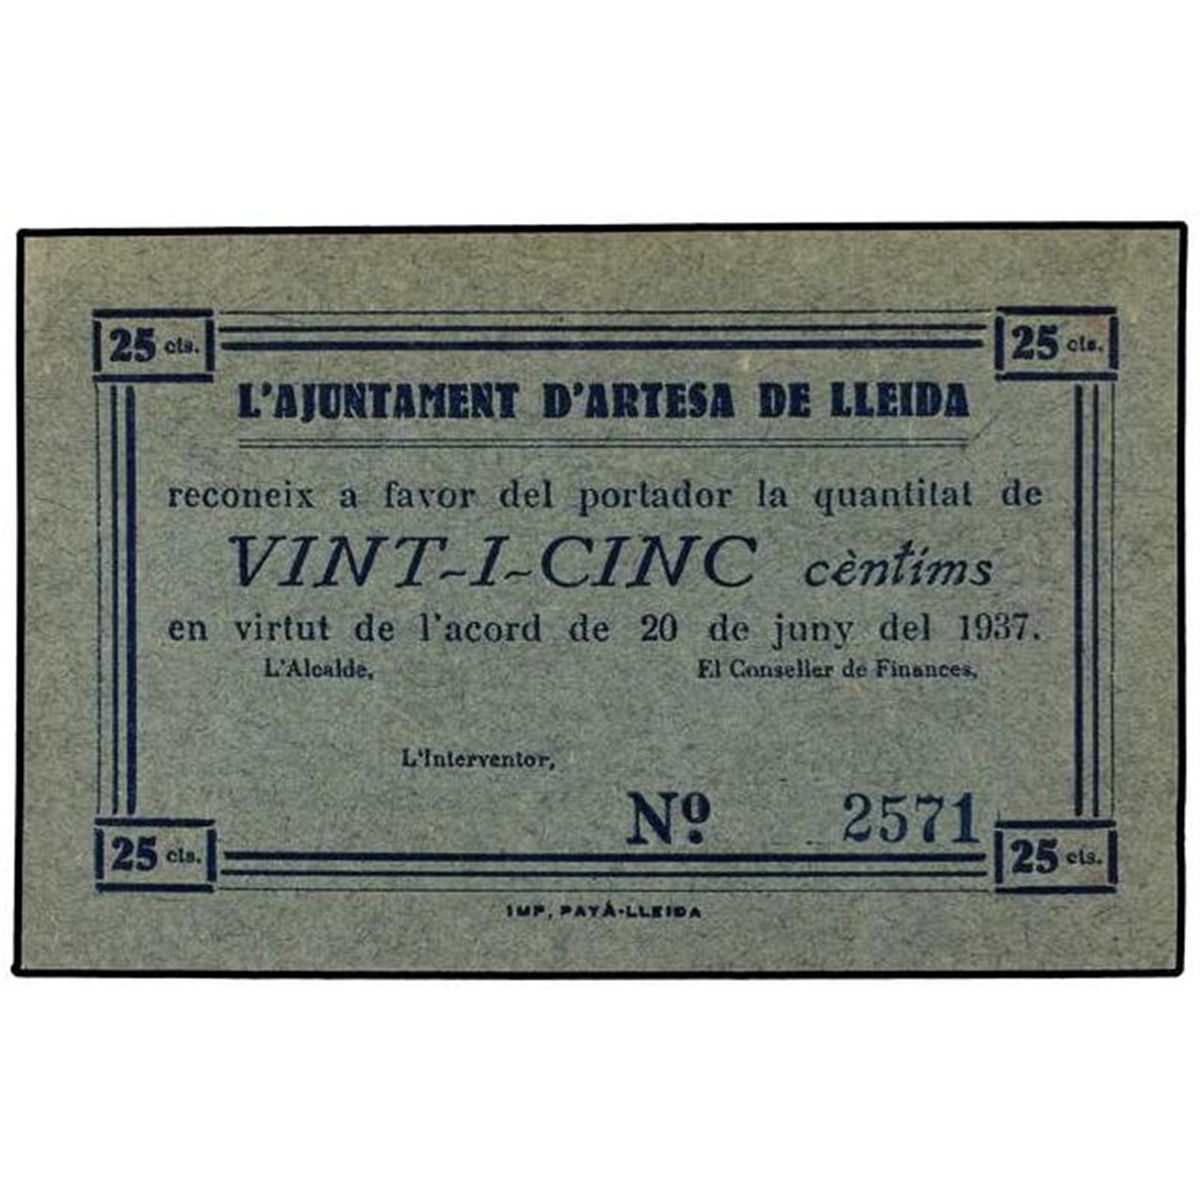 25 cts.
25 cts.
L'AJUNTAMENT D'ARTESA DE LLEIDA
reconeix a favor del portador la quantitat de
VINT-I-CINC cèntims
en virtut de l'acord de 20 de juny del 1937.
L'Alcalde,
El Conseller de Finances,
L'Interventor,
Nº. 2571
25 cts.
25 cts.
IMP, PAYÀ-LLEIDA